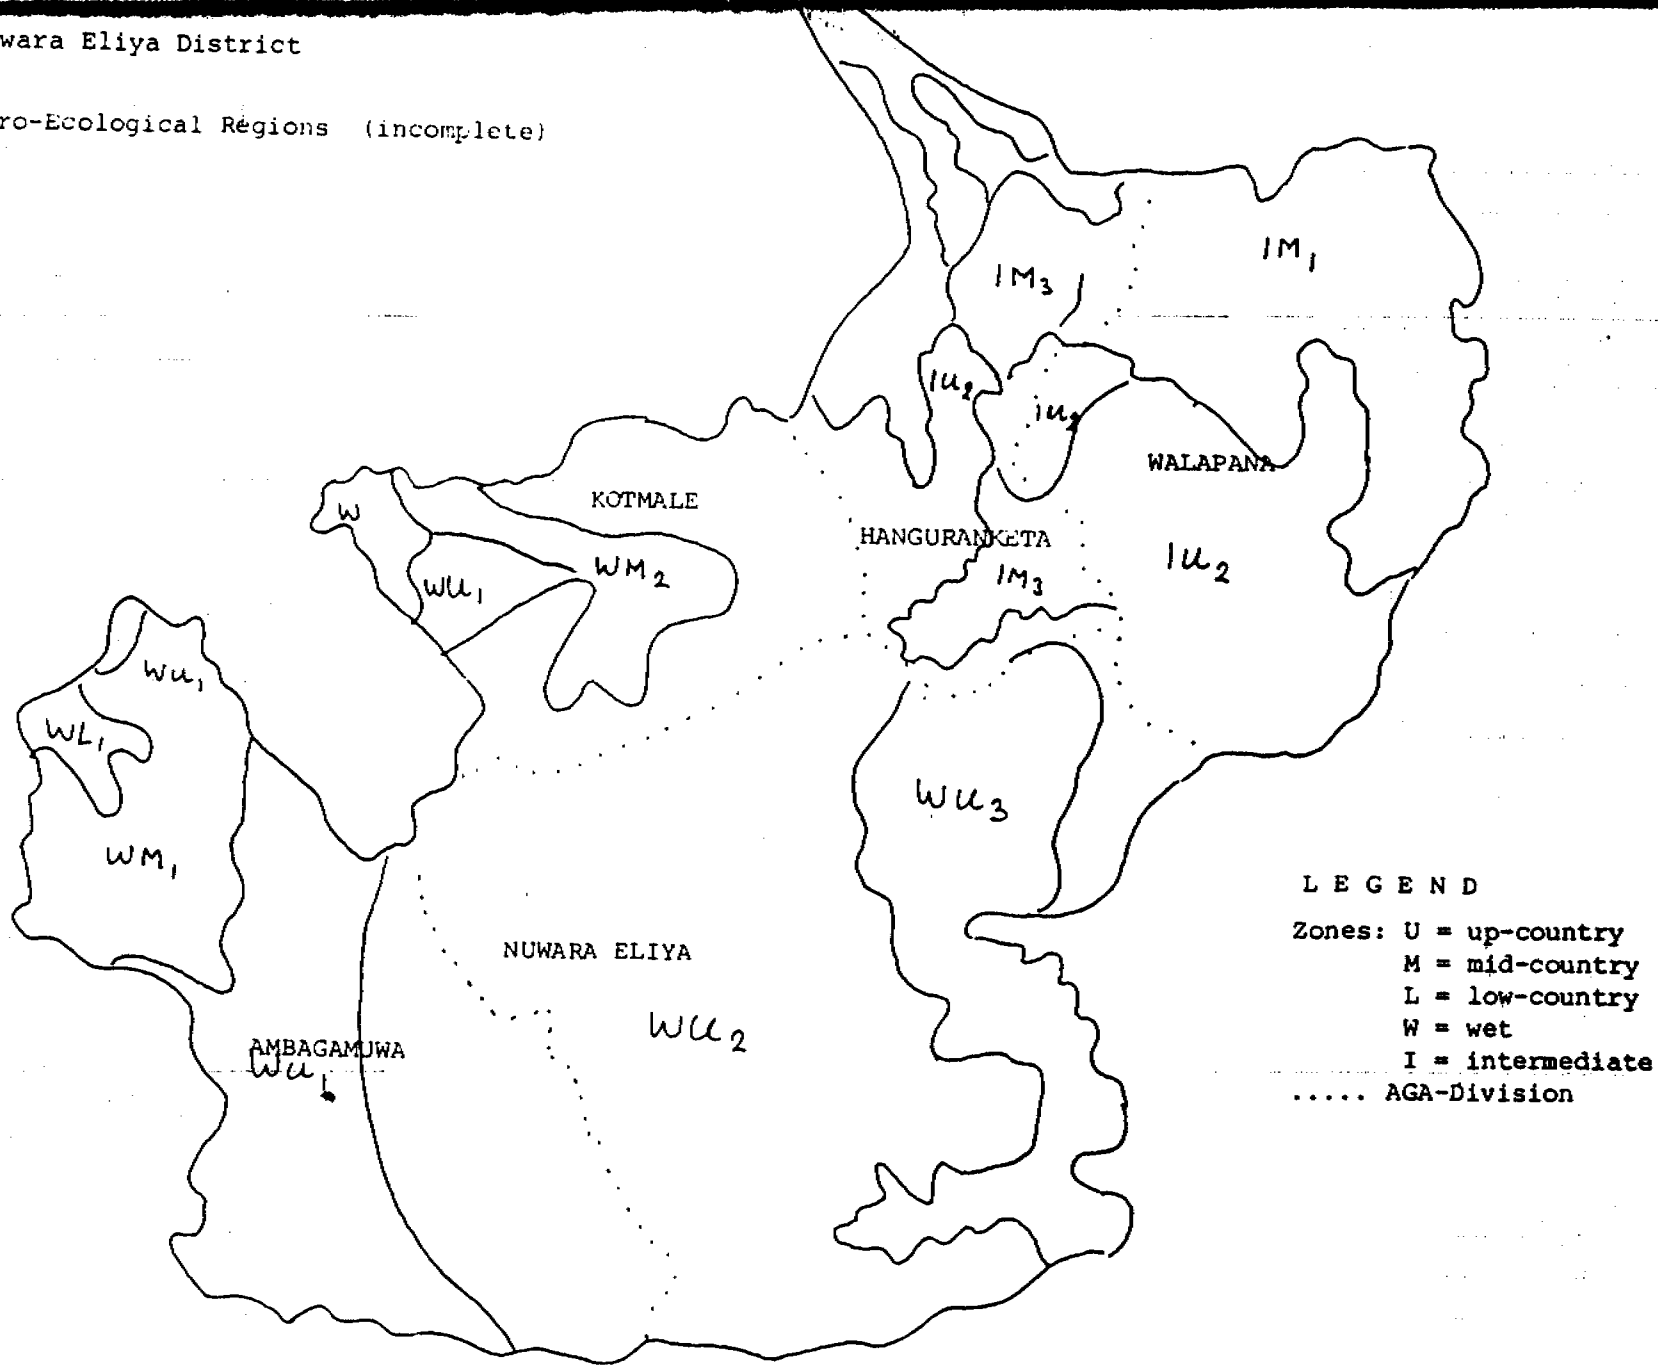 wara Eliya District
ro-Ecological Regions (incomplete)
IM₁
IM₃
IU₂
IU₂
WALAPANA
KOTMALE
W
HANGURANKETA
WM₂
IU₂
IM₃
WU₁
WU₁
WL₁
WU₃
WM₁
LEGEND
Zones: U = up-country
M = mid-country
L = low-country
W = wet
I = intermediate
..... AGA-Division
NUWARA ELIYA
WU₂
AMBAGAMUWA
WU₁